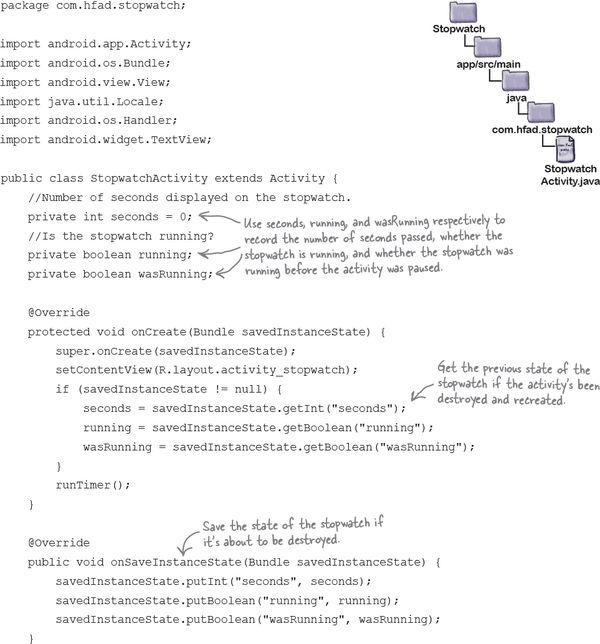 package com.hfad.stopwatch;
import android.app.Activity;
import android.os.Bundle;
import android.view.View;
import java.util.Locale;
import android.os.Handler;
import android.widget.TextView;
Stopwatch
app/src/main
java
com.hfad.stopwatch
Stopwatch
Activity.java
public class StopwatchActivity extends Activity {
//Number of seconds displayed on the stopwatch.
private int seconds = 0;
//Is the stopwatch running?
private boolean running;
private boolean wasRunning;
Use seconds, running, and wasRunning respectively to
record the number of seconds passed, whether the
stopwatch is running, and whether the stopwatch was
running before the activity was paused.
@Override
protected void onCreate(Bundle savedInstanceState) {
super.onCreate(savedInstanceState);
setContentView(R.layout.activity_stopwatch);
if (savedInstanceState != null) {
seconds = savedInstanceState.getInt("seconds");
running = savedInstanceState.getBoolean("running");
wasRunning = savedInstanceState.getBoolean("wasRunning");
}
runTimer();
}
Get the previous state of the
stopwatch if the activity's been
destroyed and recreated.
Save the state of the stopwatch if
it's about to be destroyed.
@Override
public void onSaveInstanceState(Bundle savedInstanceState) {
savedInstanceState.putInt("seconds", seconds);
savedInstanceState.putBoolean("running", running);
savedInstanceState.putBoolean("wasRunning", wasRunning);
}